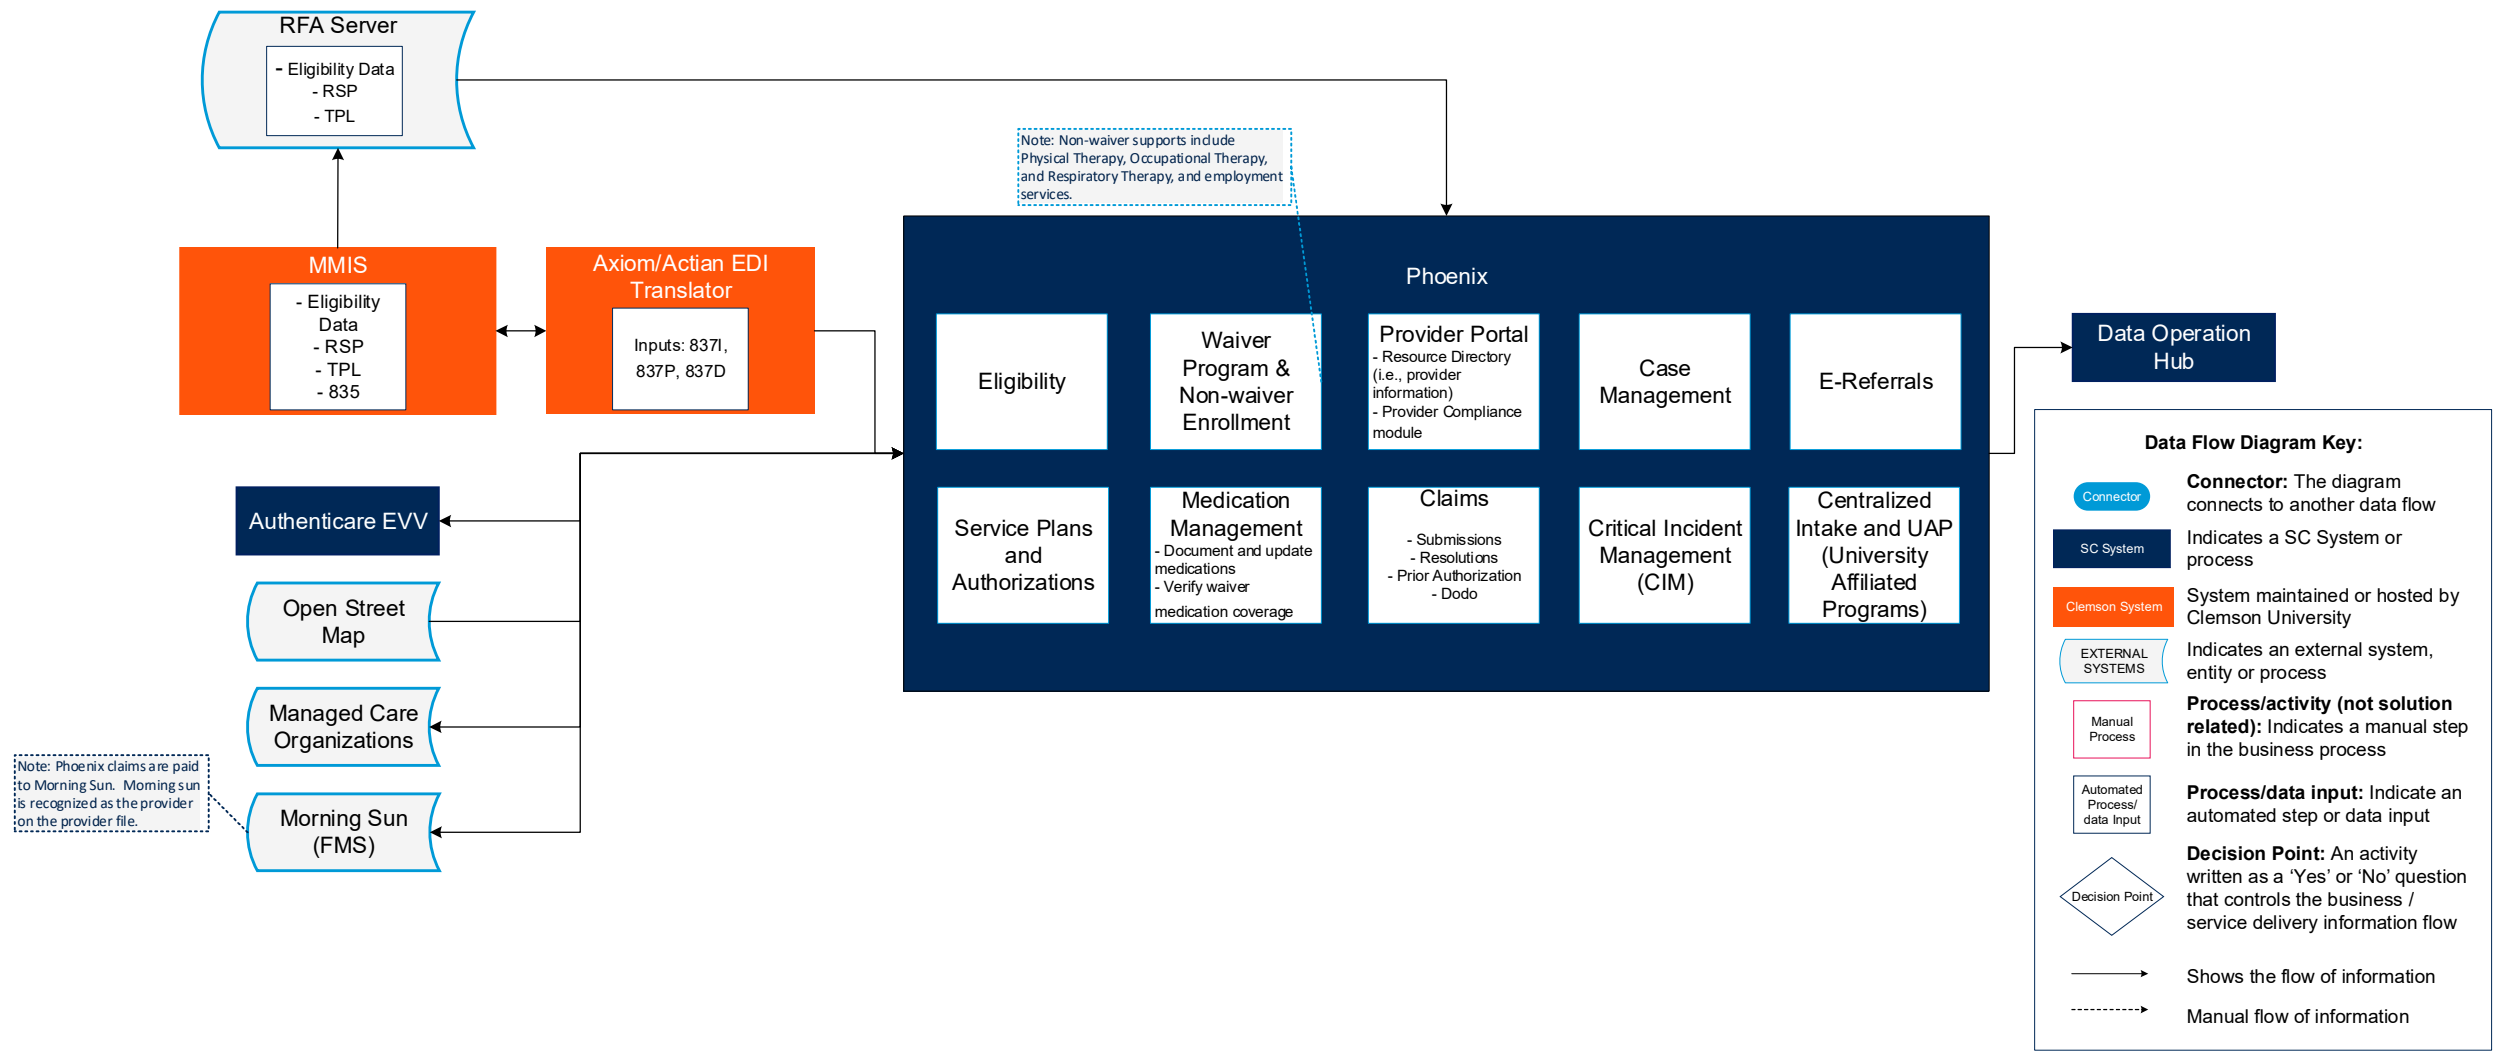 RFA Server
- Eligibility Data
- RSP
- TPL
Note: Non-waiver supports include
Physical Therapy, Occupational Therapy,
and Respiratory Therapy, and employment
services.
MMIS
- Eligibility
Data
- RSP
- TPL
- 835
Axiom/Actian EDI
Translator
Inputs: 837I,
837P, 837D
Phoenix
Eligibility
Waiver
Program &
Non-waiver
Enrollment
Provider Portal
- Resource Directory
(i.e., provider
information)
- Provider Compliance
module
Case
Management
E-Referrals
Service Plans
and
Authorizations
Medication
Management
- Document and update
medications
- Verify waiver
medication coverage
Claims
- Submissions
- Resolutions
- Prior Authorization
- Dodo
Critical Incident
Management
(CIM)
Centralized
Intake and UAP
(University
Affiliated
Programs)
Data Operation
Hub
Authenticare EVV
Open Street
Map
Managed Care
Organizations
Note: Phoenix claims are paid
to Morning Sun.  Morning sun
is recognized as the provider
on the provider file.
Morning Sun
(FMS)
Data Flow Diagram Key:
Connector
Connector: The diagram
connects to another data flow
SC System
Indicates a SC System or
process
Clemson System
System maintained or hosted by
Clemson University
EXTERNAL
SYSTEMS
Indicates an external system,
entity or process
Manual
Process
Process/activity (not solution
related): Indicates a manual step
in the business process
Automated
Process/
data Input
Process/data input: Indicate an
automated step or data input
Decision Point
Decision Point: An activity
written as a ‘Yes’ or ‘No’ question
that controls the business /
service delivery information flow
Shows the flow of information
Manual flow of information